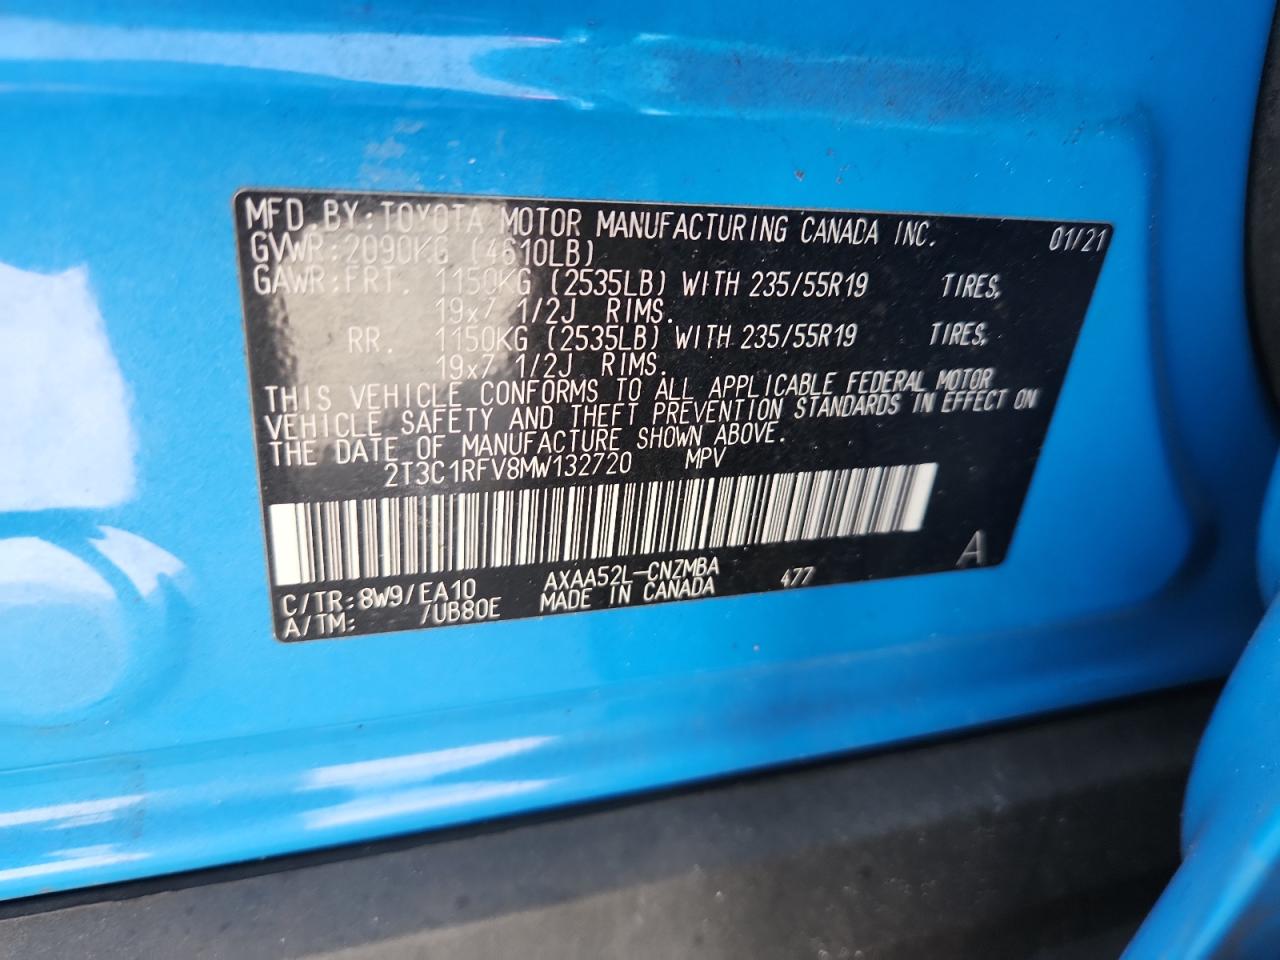 MFD.BY:TOYOTA MOTOR MANUFACTURING CANADA INC. 01/21
GVWR:2090KG (4610LB)
GAWR:FRT. 1150KG (2535LB) WITH 235/55R19 TIRES,
19x7 1/2J RIMS.
RR. 1150KG (2535LB) WITH 235/55R19 TIRES,
19x7 1/2J RIMS.
THIS VEHICLE CONFORMS TO ALL APPLICABLE FEDERAL MOTOR
VEHICLE SAFETY AND THEFT PREVENTION STANDARDS IN EFFECT ON
THE DATE OF MANUFACTURE SHOWN ABOVE.
2T3C1RFV8MW132720 MPV
C/TR:8W9/EA10 AXAA52L-CNZMBA 477 A
A/TM: /UB80E MADE IN CANADA